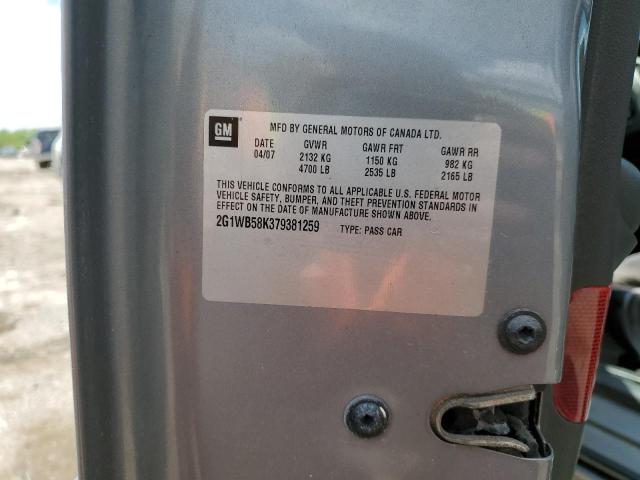 GM
MFD BY GENERAL MOTORS OF CANADA LTD.
DATE GVWR GAWR FRT GAWR RR
04/07 2132 KG 1150 KG 982 KG
4700 LB 2535 LB 2165 LB
THIS VEHICLE CONFORMS TO ALL APPLICABLE U.S. FEDERAL MOTOR
VEHICLE SAFETY, BUMPER, AND THEFT PREVENTION STANDARDS IN
EFFECT ON THE DATE OF MANUFACTURE SHOWN ABOVE.
2G1WB58K379381259 TYPE: PASS CAR